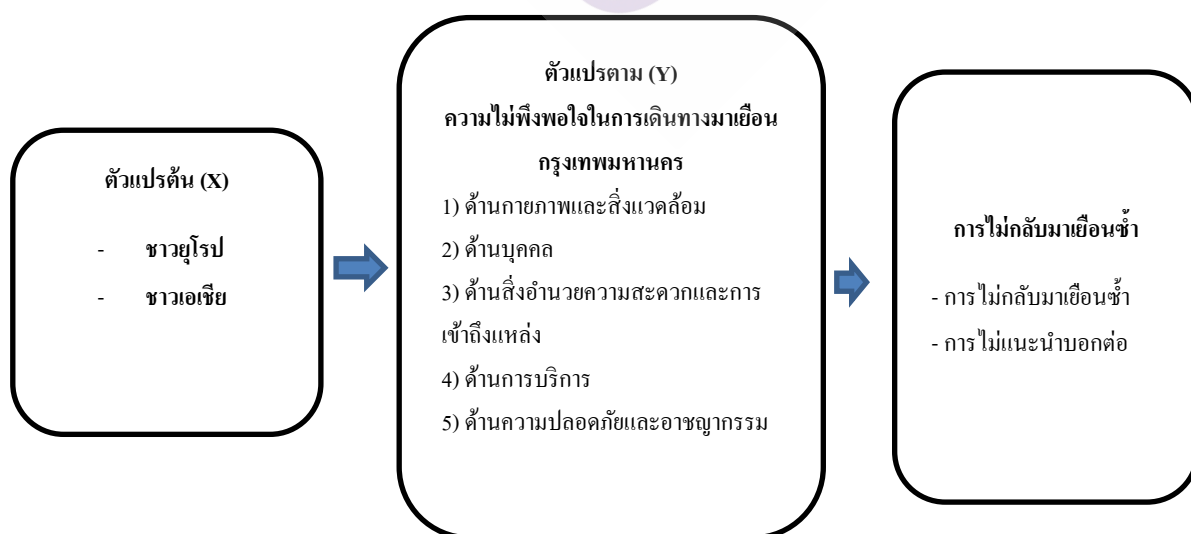 ตัวแปรต้น (X)
- ชาวยุโรป
- ชาวเอเชีย
ตัวแปรตาม (Y)
ความไม่พึงพอใจในการเดินทางมาเยือน
กรุงเทพมหานคร
1) ด้านกายภาพและสิ่งแวดล้อม
2) ด้านบุคคล
3) ด้านสิ่งอำนวยความสะดวกและการ
เข้าถึงแหล่ง
4) ด้านการบริการ
5) ด้านความปลอดภัยและอาชญากรรม
การไม่กลับมาเยือนซ้ำ
- การไม่กลับมาเยือนซ้ำ
- การไม่แนะนำบอกต่อ